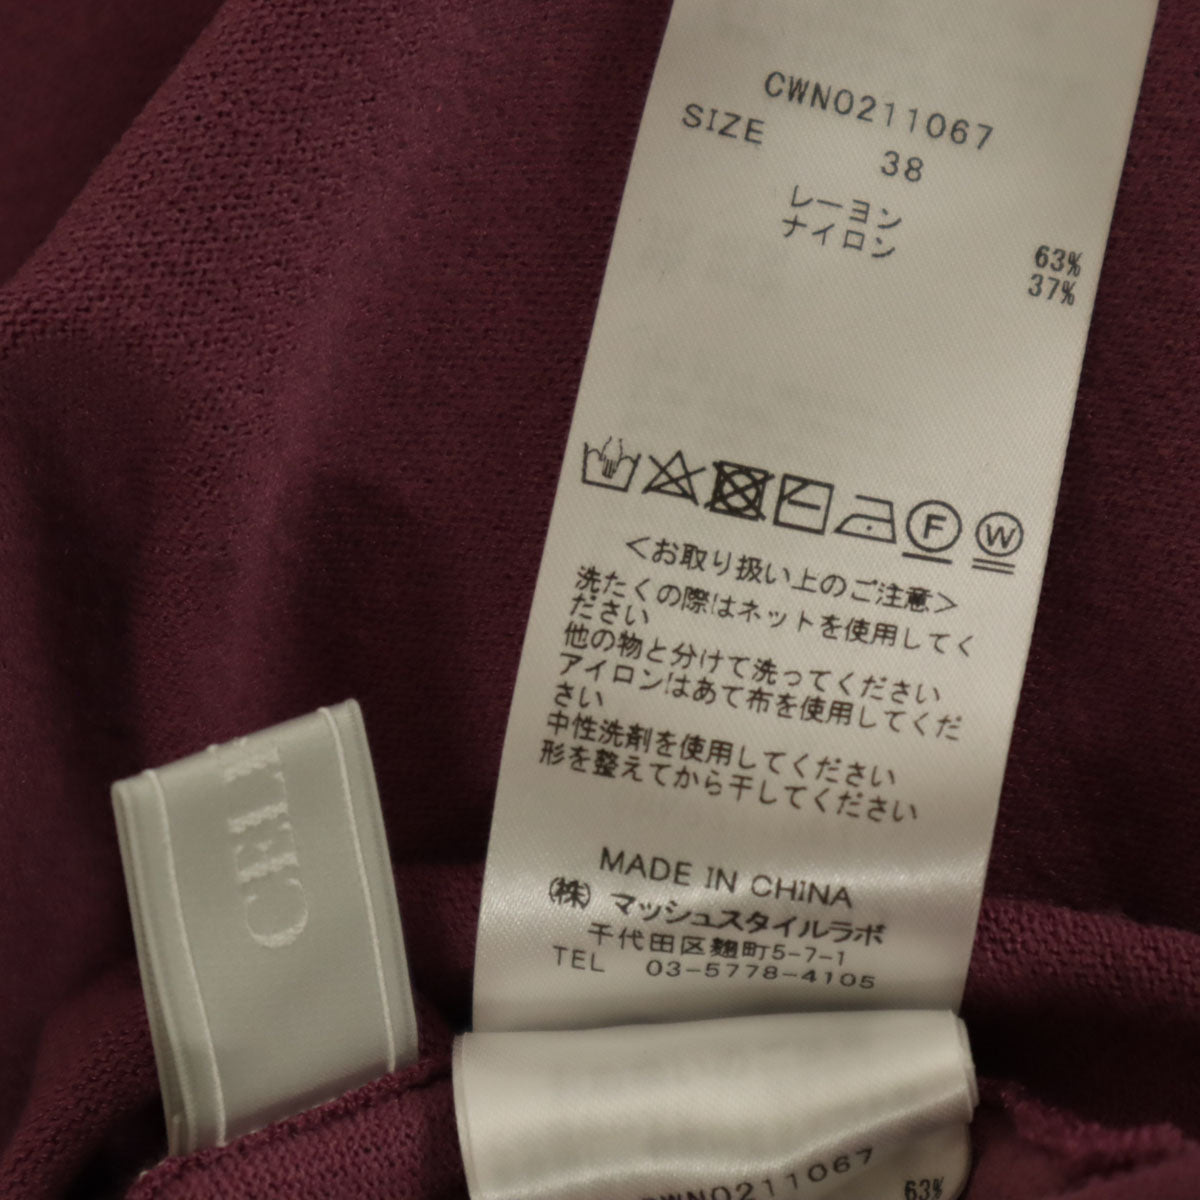 CWNO211067
SIZE 38
レーヨン 63%
ナイロン 37%
F W
＜お取り扱い上のご注意＞
洗たくの際はネットを使用してく
ださい
他の物と分けて洗ってください
アイロンはあて布を使用してくだ
さい
中性洗剤を使用してください
形を整えてから干してください
MADE IN CHINA
(株) マッシュスタイルラボ
千代田区麹町5-7-1
TEL 03-5778-4105
CWNO211067
63%